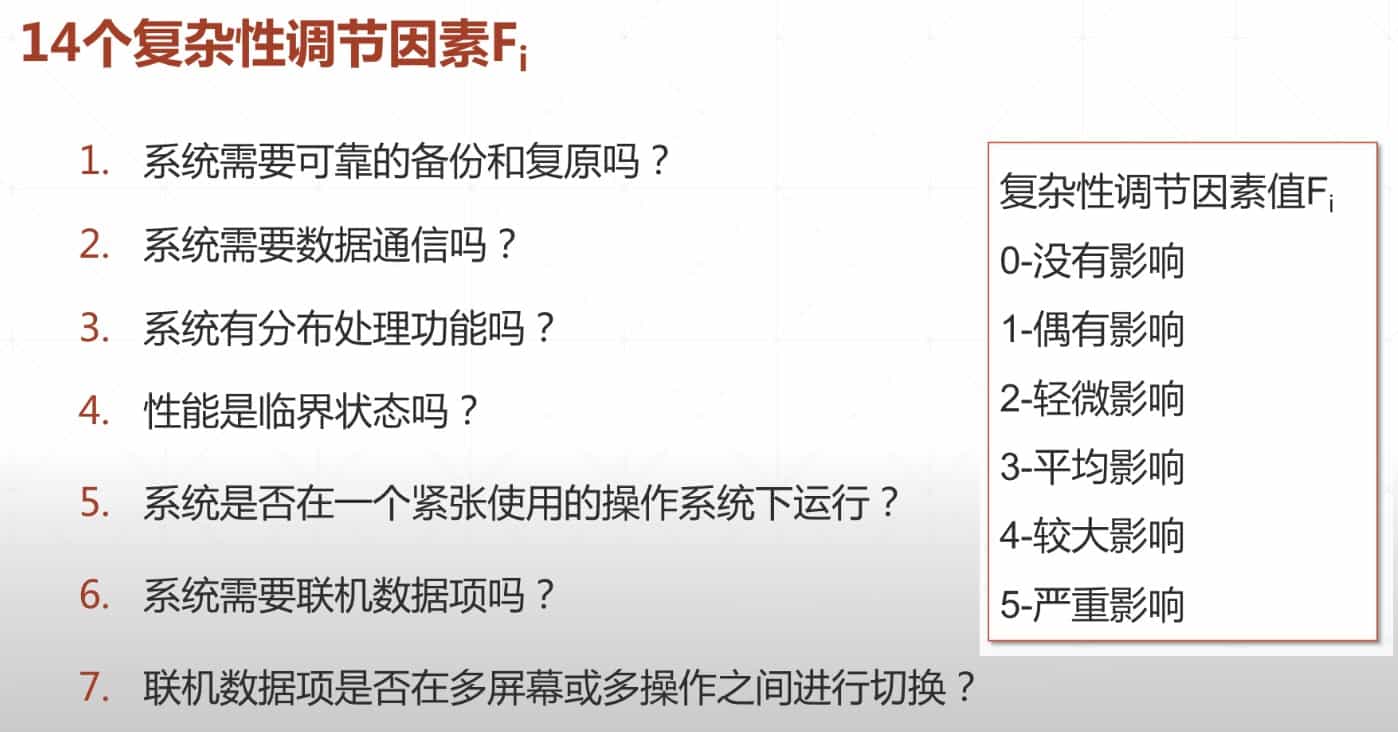 14个复杂性调节因素Fi
1. 系统需要可靠的备份和复原吗？
2. 系统需要数据通信吗？
3. 系统有分布处理功能吗？
4. 性能是临界状态吗？
5. 系统是否在一个紧张使用的操作系统下运行？
6. 系统需要联机数据项吗？
7. 联机数据项是否在多屏幕或多操作之间进行切换？
复杂性调节因素值Fi
0-没有影响
1-偶有影响
2-轻微影响
3-平均影响
4-较大影响
5-严重影响